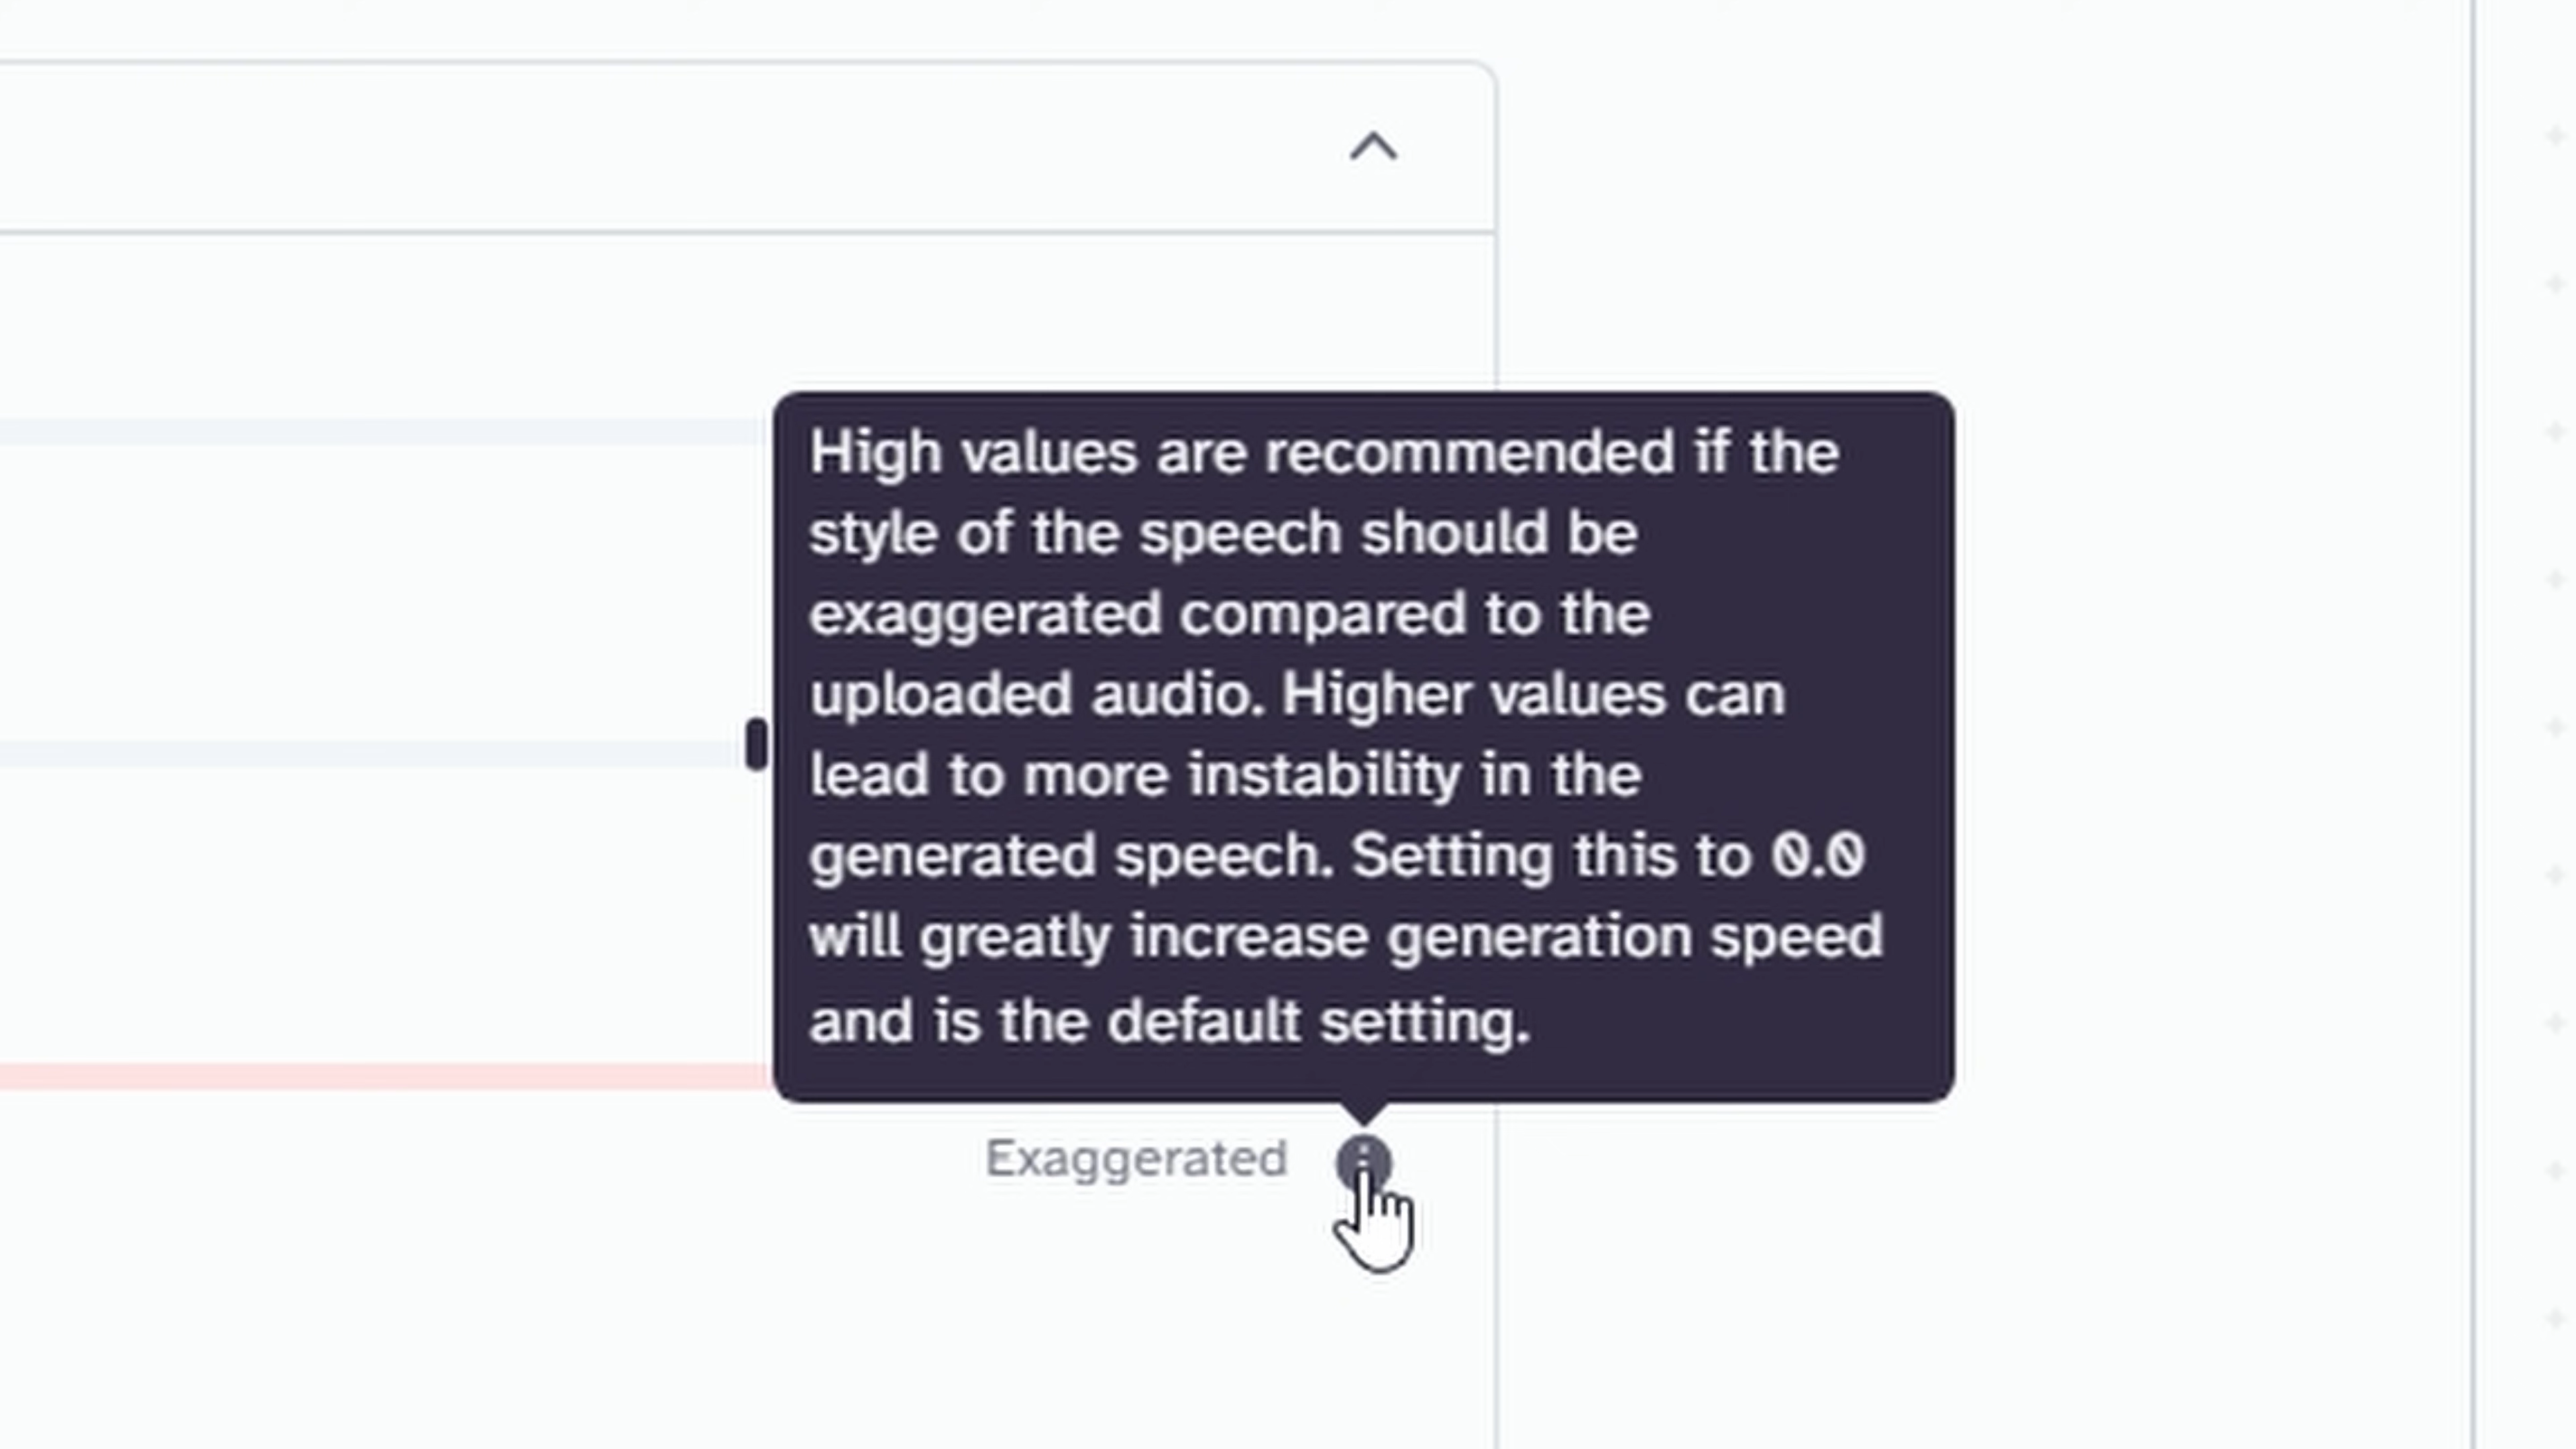 High values are recommended if the
style of the speech should be
exaggerated compared to the
uploaded audio. Higher values can
lead to more instability in the
generated speech. Setting this to 0.0
will greatly increase generation speed
and is the default setting.
Exaggerated